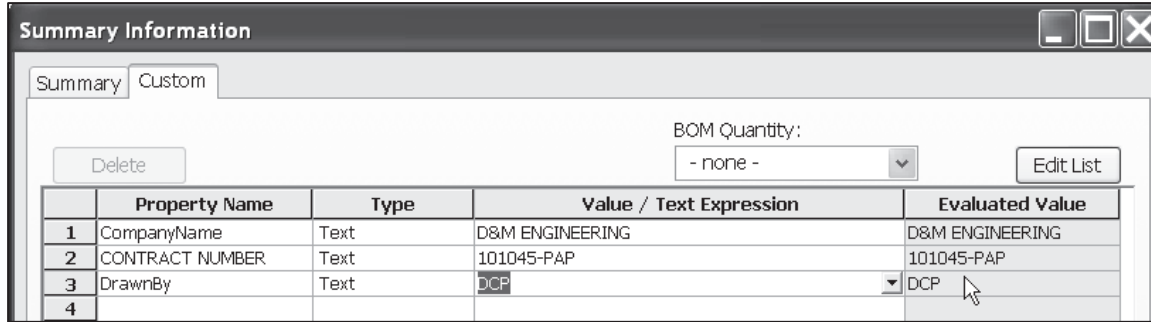 Summary Information
Summary Custom
BOM Quantity:
Delete - none - Edit List
Property Name Type Value / Text Expression Evaluated Value
1 CompanyName Text D&M ENGINEERING D&M ENGINEERING
2 CONTRACT NUMBER Text 101045-PAP 101045-PAP
3 DrawnBy Text DCP DCP
4